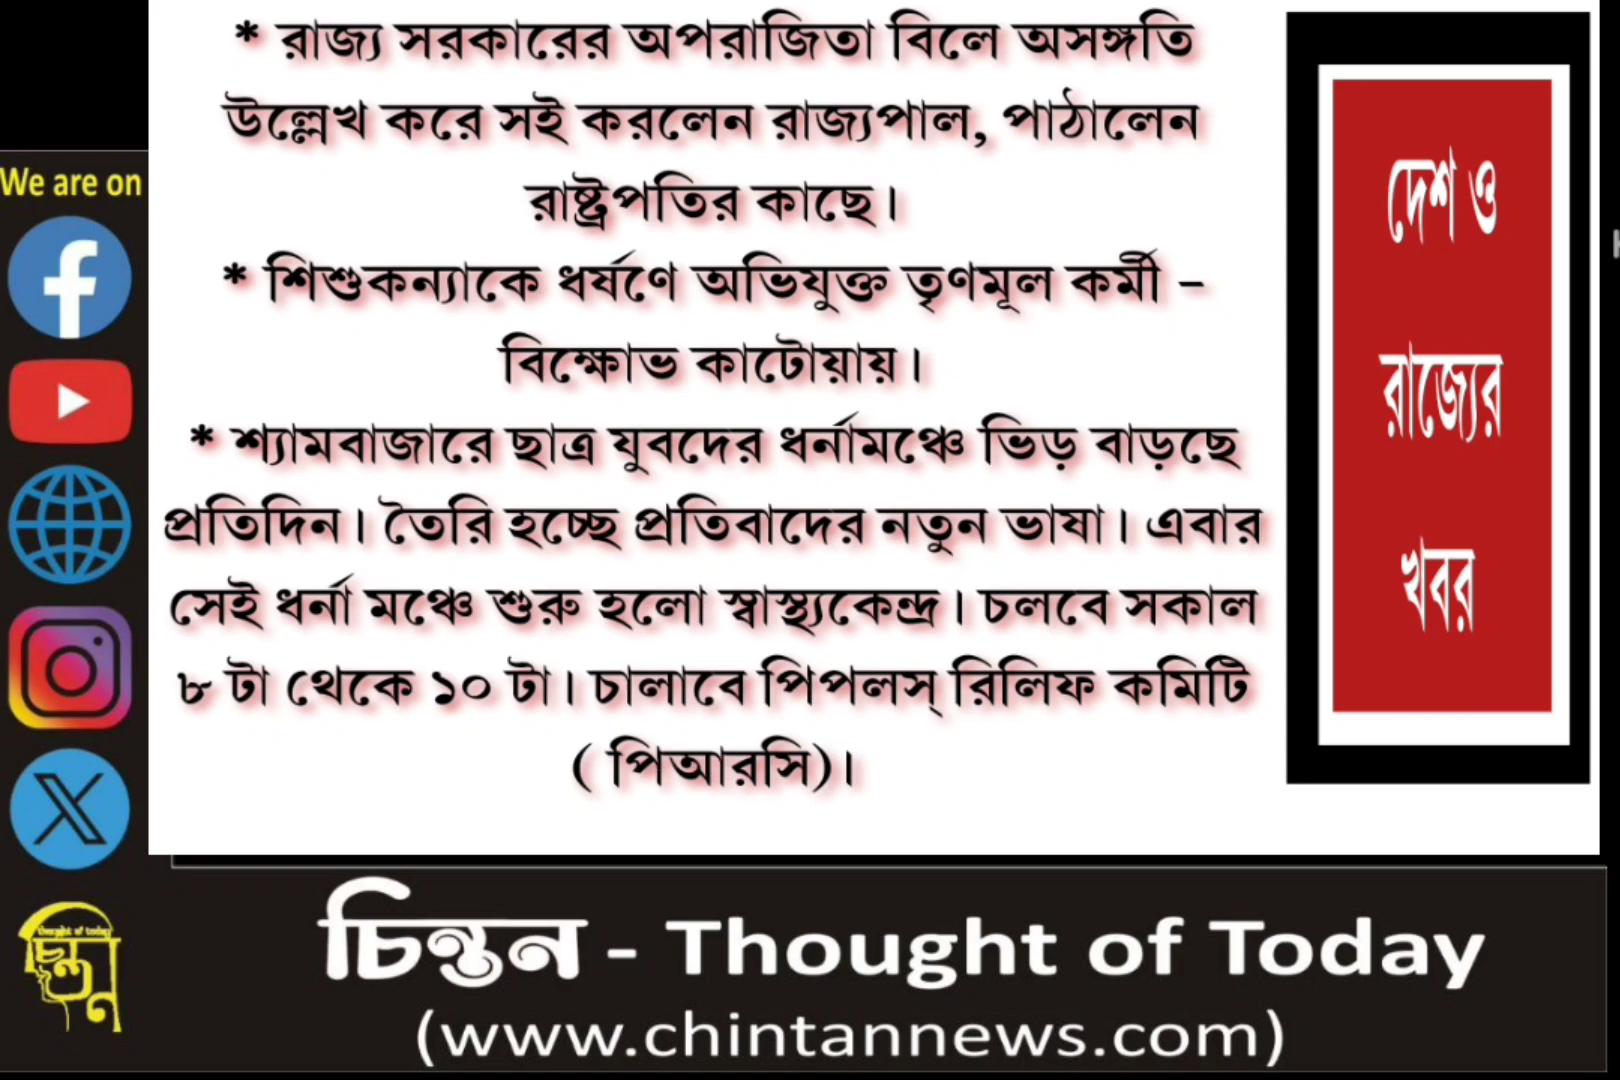 * রাজ্য সরকারের অপরাজিতা বিলে অসঙ্গতি
উল্লেখ করে সই করলেন রাজ্যপাল, পাঠালেন
রাষ্ট্রপতির কাছে।
* শিশুকন্যাকে ধর্ষণে অভিযুক্ত তৃণমূল কর্মী –
বিক্ষোভ কাটোয়ায়।
* শ্যামবাজারে ছাত্র যুবদের ধর্নামঞ্চে ভিড় বাড়ছে
প্রতিদিন। তৈরি হচ্ছে প্রতিবাদের নতুন ভাষা। এবার
সেই ধর্না মঞ্চে শুরু হলো স্বাস্থ্যকেন্দ্র। চলবে সকাল
৮ টা থেকে ১০ টা। চালাবে পিপলস্ রিলিফ কমিটি
( পিআরসি)।
দেশ ও
রাজ্যের
খবর
We are on
চিন্তন - Thought of Today
(www.chintannews.com)